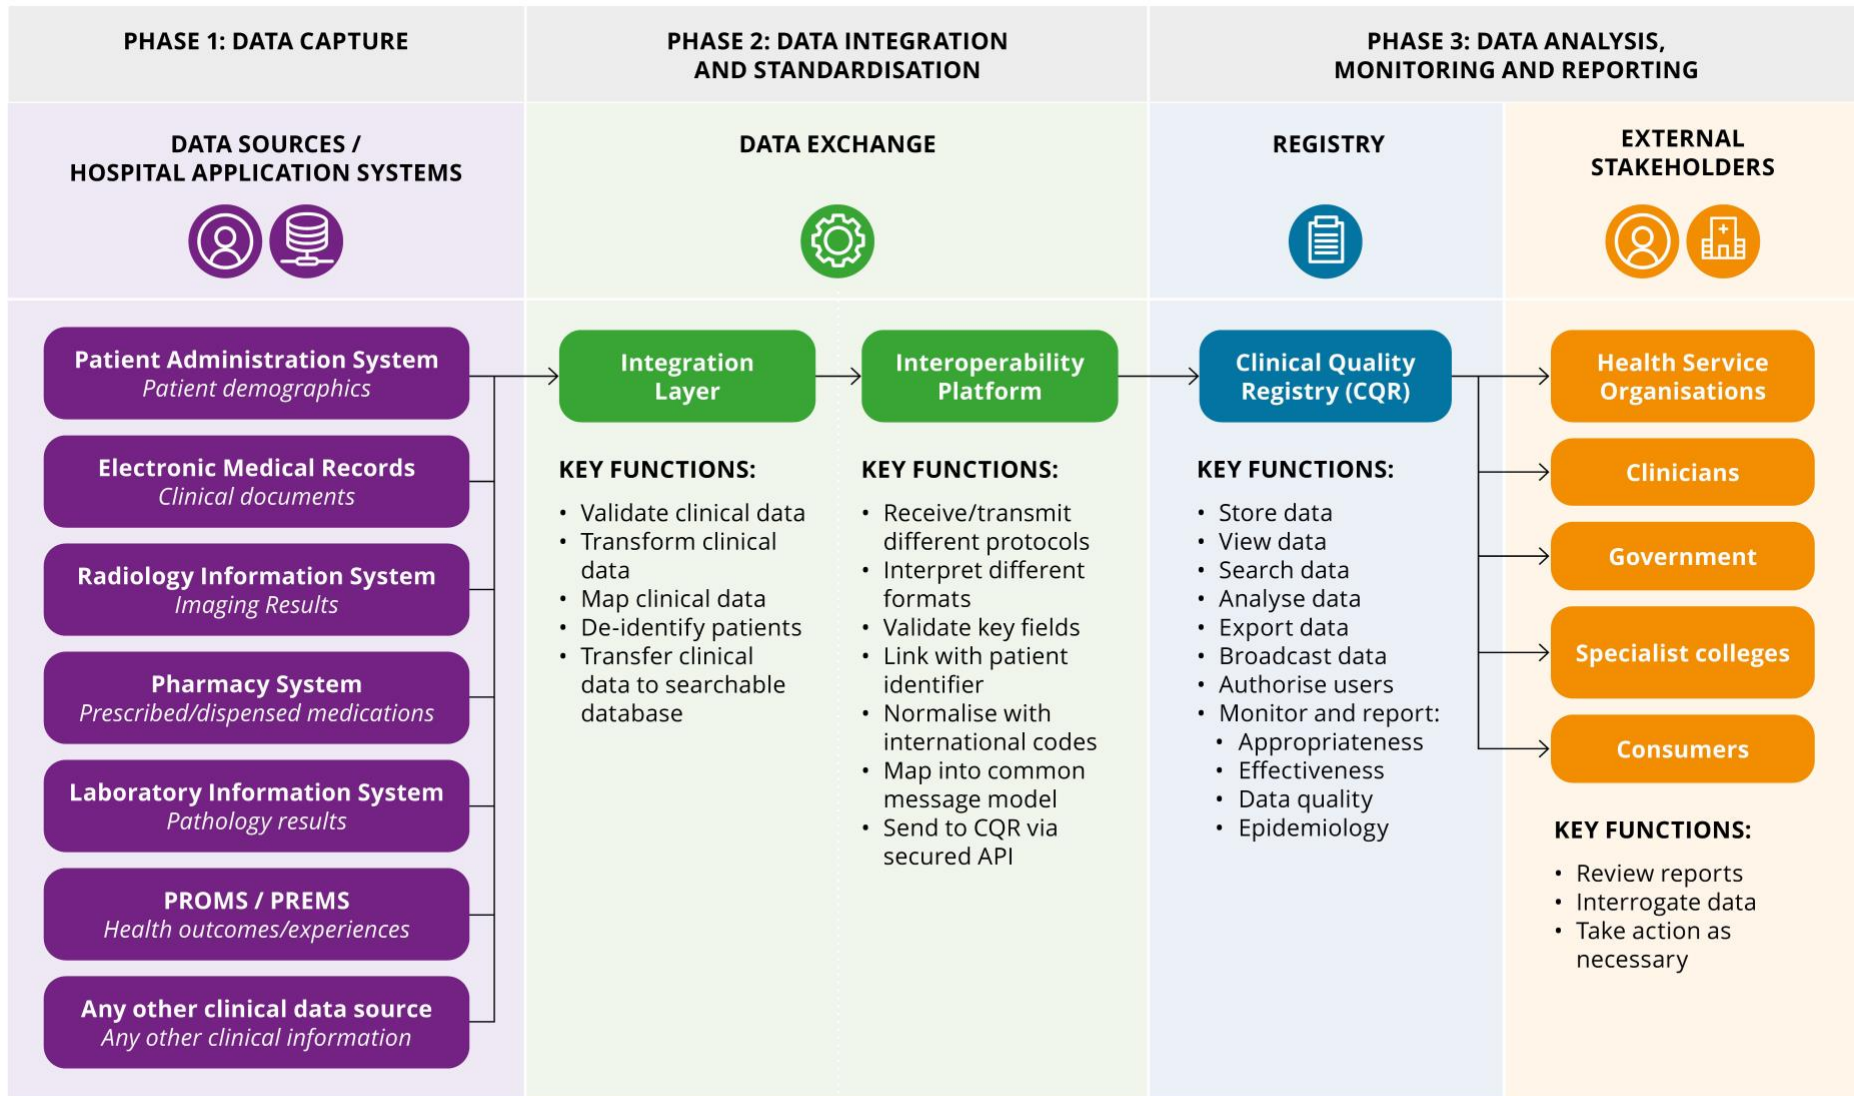 PHASE 1: DATA CAPTURE
PHASE 2: DATA INTEGRATION
AND STANDARDISATION
PHASE 3: DATA ANALYSIS,
MONITORING AND REPORTING
DATA SOURCES /
HOSPITAL APPLICATION SYSTEMS
DATA EXCHANGE
REGISTRY
EXTERNAL
STAKEHOLDERS
Patient Administration System
Patient demographics
Electronic Medical Records
Clinical documents
Radiology Information System
Imaging Results
Pharmacy System
Prescribed/dispensed medications
Laboratory Information System
Pathology results
PROMS / PREMS
Health outcomes/experiences
Any other clinical data source
Any other clinical information
Integration
Layer
KEY FUNCTIONS:
• Validate clinical data
• Transform clinical
data
• Map clinical data
• De-identify patients
• Transfer clinical
data to searchable
database
Interoperability
Platform
KEY FUNCTIONS:
• Receive/transmit
different protocols
• Interpret different
formats
• Validate key fields
• Link with patient
identifier
• Normalise with
international codes
• Map into common
message model
• Send to CQR via
secured API
Clinical Quality
Registry (CQR)
KEY FUNCTIONS:
• Store data
• View data
• Search data
• Analyse data
• Export data
• Broadcast data
• Authorise users
• Monitor and report:
• Appropriateness
• Effectiveness
• Data quality
• Epidemiology
Health Service
Organisations
Clinicians
Government
Specialist colleges
Consumers
KEY FUNCTIONS:
• Review reports
• Interrogate data
• Take action as
necessary